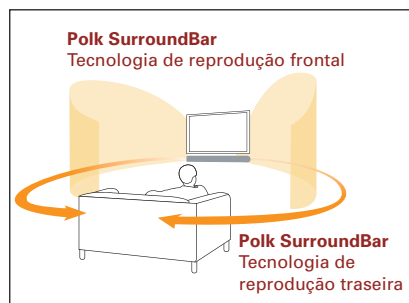 Polk SurroundBar
Tecnologia de reprodução frontal
Polk SurroundBar
Tecnologia de
reprodução traseira